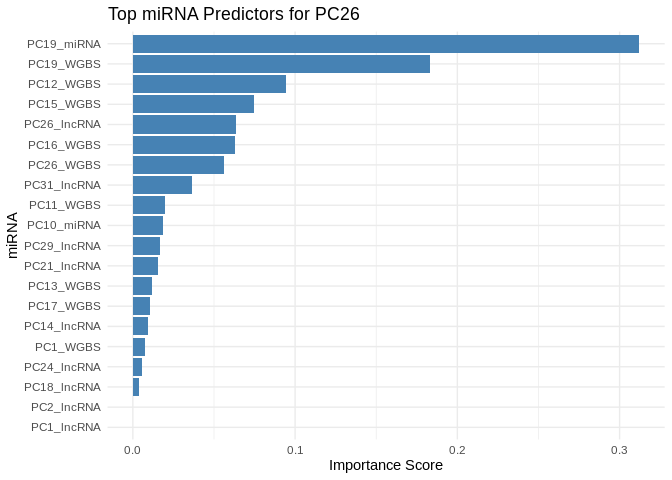 Top miRNA Predictors for PC26
PC19_miRNA
PC19_WGBS
PC12_WGBS
PC15_WGBS
PC26_lncRNA
PC16_WGBS
PC26_WGBS
PC31_lncRNA
PC11_WGBS
PC10_miRNA
PC29_lncRNA
PC21_lncRNA
PC13_WGBS
PC17_WGBS
PC14_lncRNA
PC1_WGBS
PC24_lncRNA
PC18_lncRNA
PC2_lncRNA
PC1_lncRNA
miRNA
0.0 0.1 0.2 0.3
Importance Score